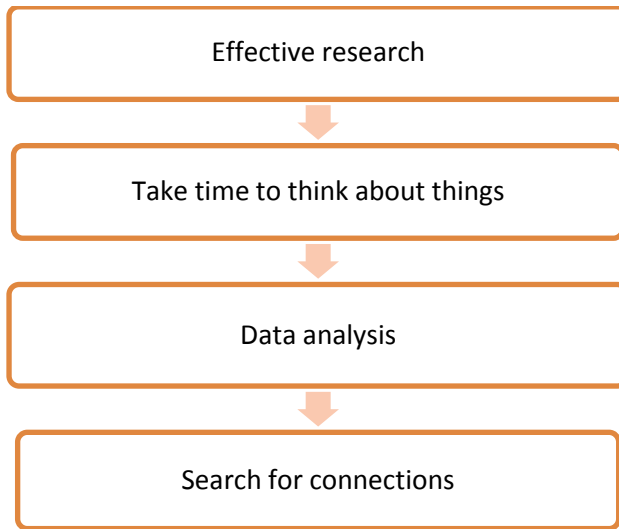 Effective research
Take time to think about things
Data analysis
Search for connections